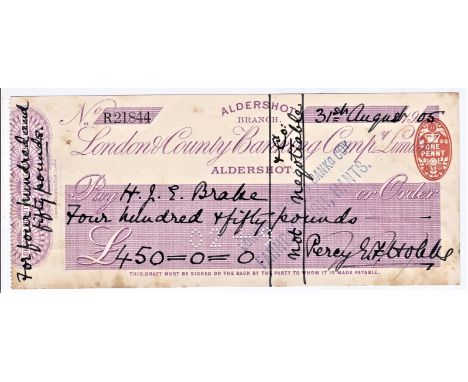 For four hundred and
fifty pounds.
ALDERSHOT
BRANCH,
No R21844
31st August 1905
London & County Banking Compy Limited
ONE
PENNY
ALDERSHOT.
Pay H. J. E. Brake or Order
Four hundred & fifty pounds
£450=0=0.
& Co:
not negotiable
HANTS.
THIS DRAFT MUST BE SIGNED ON THE BACK BY THE PARTY TO WHOM IT IS MADE PAYABLE.